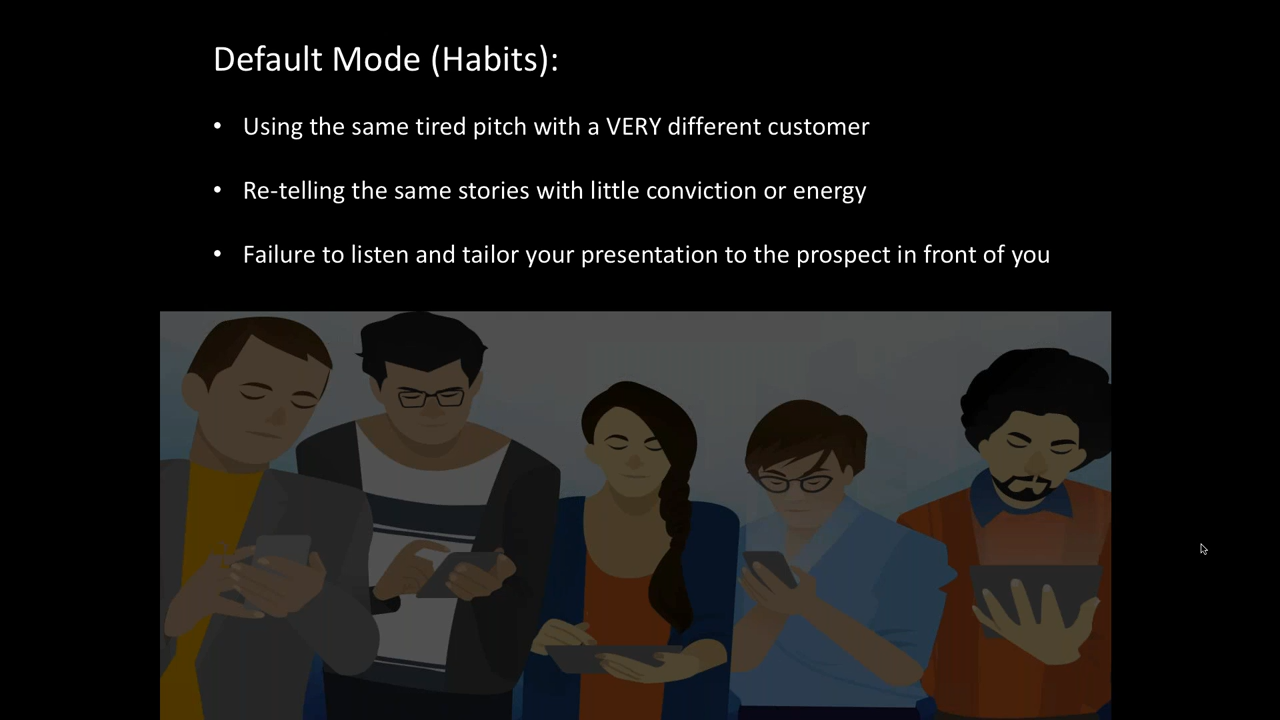 Default Mode (Habits):
• Using the same tired pitch with a VERY different customer
• Re-telling the same stories with little conviction or energy
• Failure to listen and tailor your presentation to the prospect in front of you